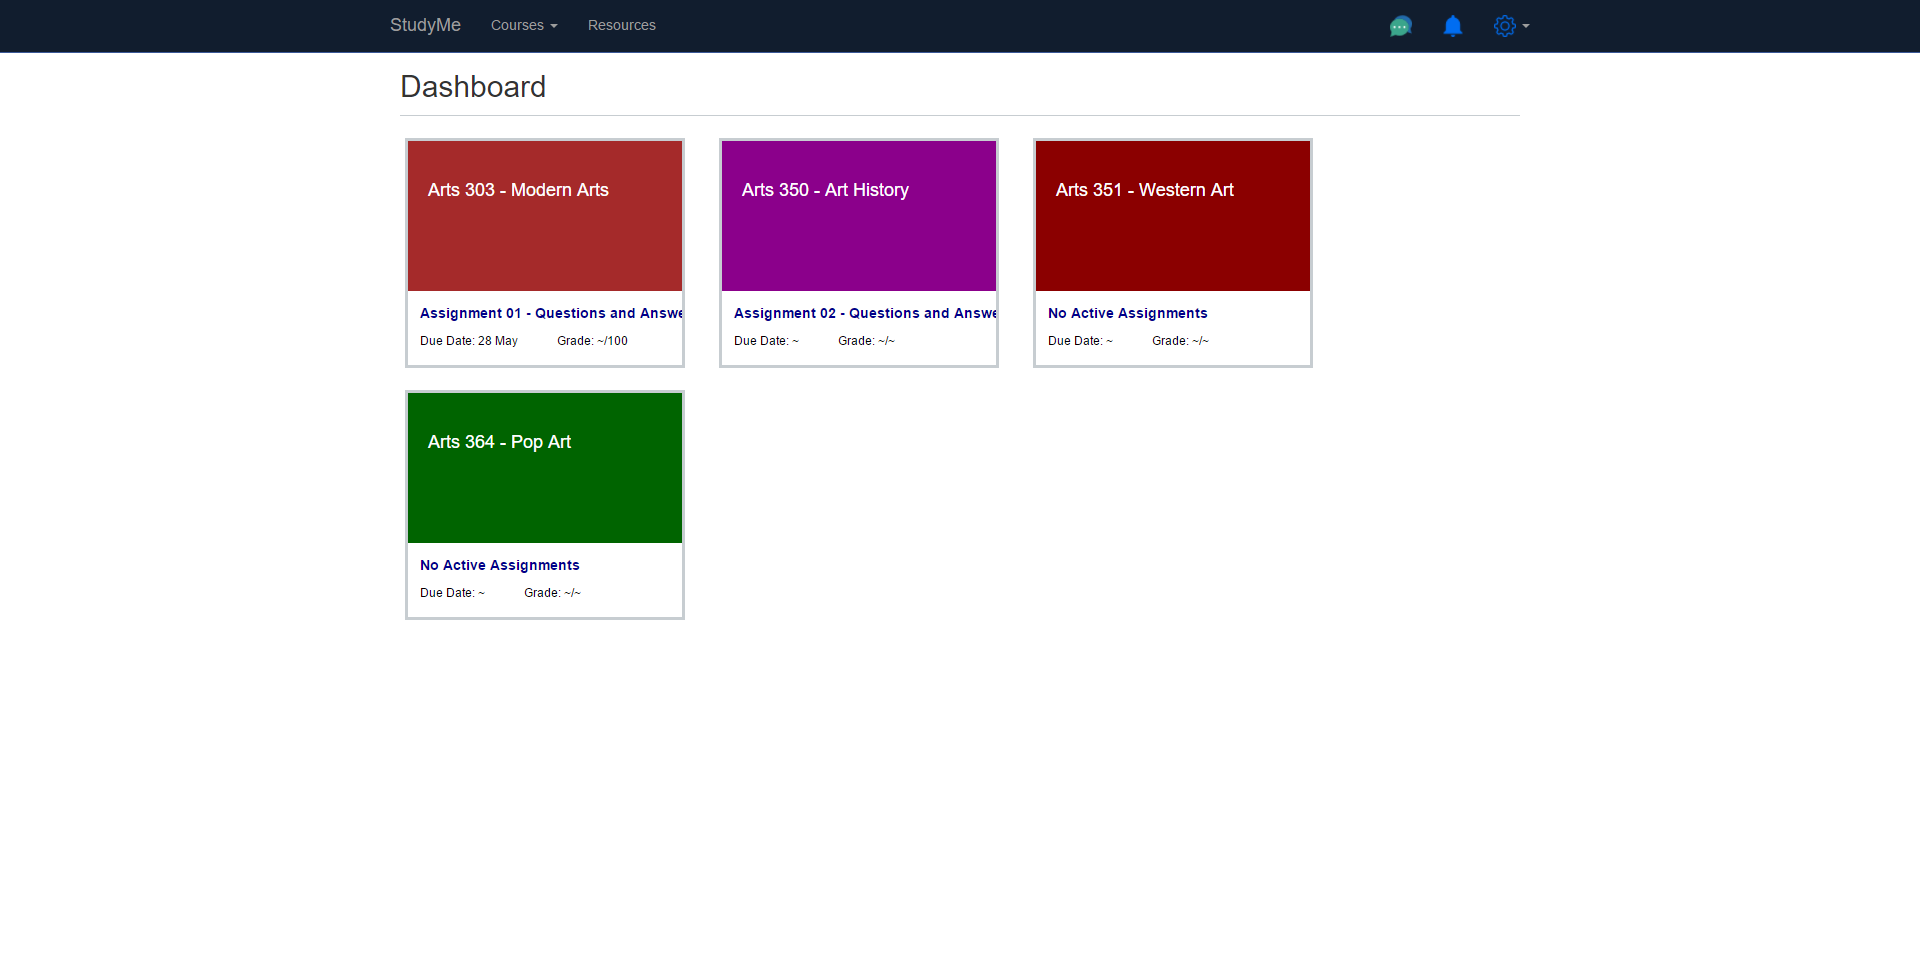 StudyMe Courses Resources
Dashboard
Arts 303 - Modern Arts
Assignment 01 - Questions and Answe
Due Date: 28 May Grade: ~/100
Arts 350 - Art History
Assignment 02 - Questions and Answe
Due Date: ~ Grade: ~/~
Arts 351 - Western Art
No Active Assignments
Due Date: ~ Grade: ~/~
Arts 364 - Pop Art
No Active Assignments
Due Date: ~ Grade: ~/~